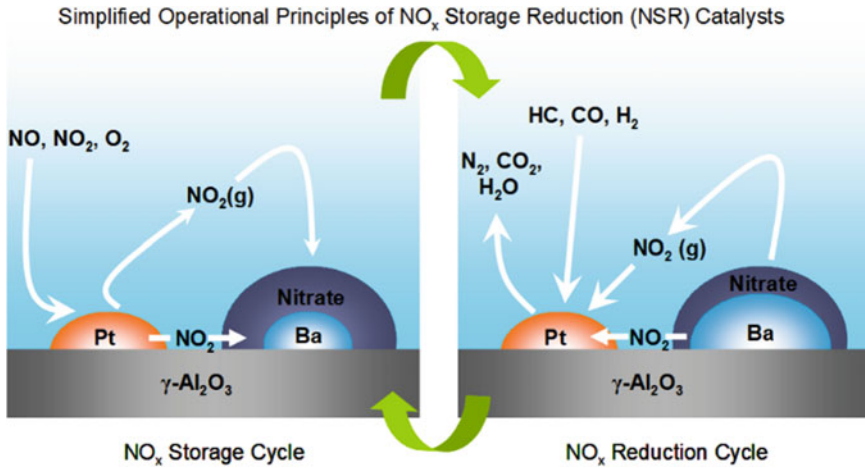 Simplified Operational Principles of NOₓ Storage Reduction (NSR) Catalysts
NO, NO₂, O₂
NO₂(g)
Nitrate
Pt
NO₂
Ba
γ-Al₂O₃
NOₓ Storage Cycle
HC, CO, H₂
N₂, CO₂,
H₂O
NO₂ (g)
Nitrate
Pt
NO₂
Ba
γ-Al₂O₃
NOₓ Reduction Cycle